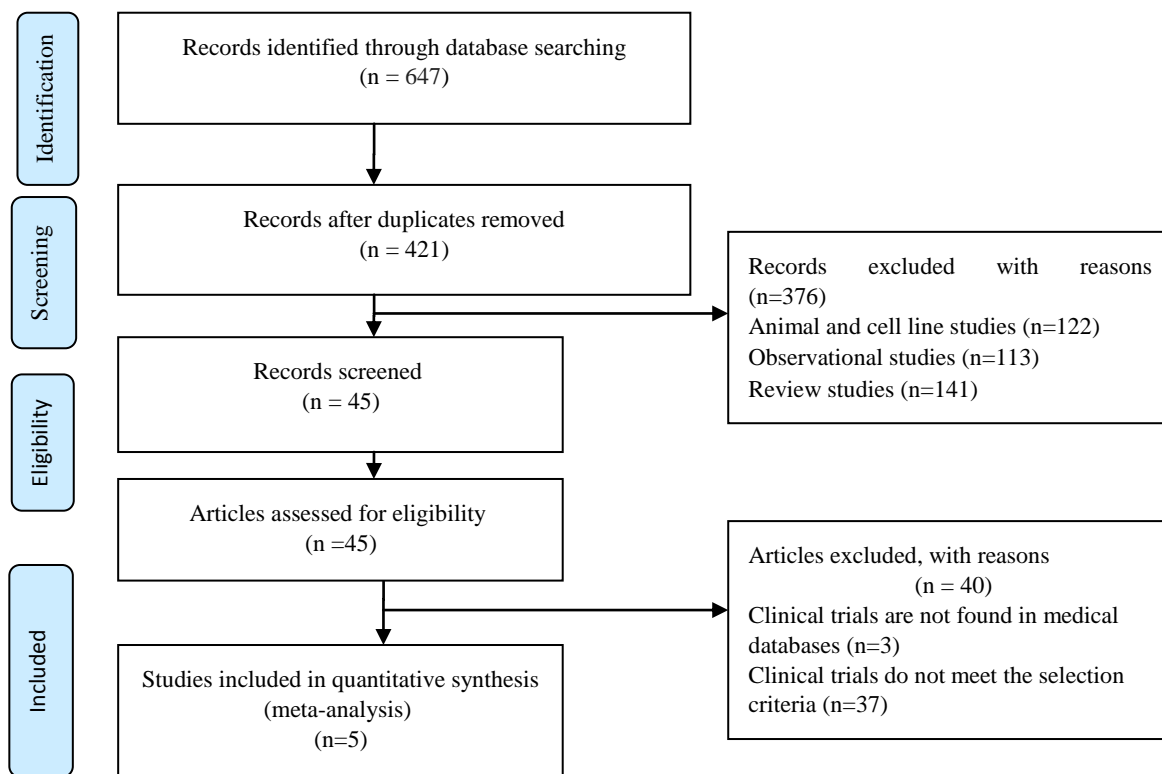 Identification
Records identified through database searching
(n = 647)
Screening
Records after duplicates removed
(n = 421)
Records excluded with reasons
(n=376)
Animal and cell line studies (n=122)
Observational studies (n=113)
Review studies (n=141)
Records screened
(n = 45)
Eligibility
Articles assessed for eligibility
(n =45)
Articles excluded, with reasons
(n = 40)
Clinical trials are not found in medical
databases (n=3)
Clinical trials do not meet the selection
criteria (n=37)
Included
Studies included in quantitative synthesis
(meta-analysis)
(n=5)